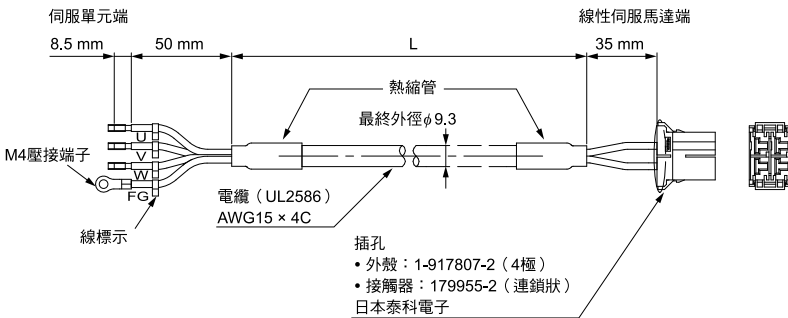 伺服單元端
線性伺服馬達端
8.5 mm
50 mm
L
35 mm
熱縮管
最終外徑φ9.3
U
V
W
FG
M4壓接端子
線標示
電纜（UL2586）
AWG15 × 4C
插孔
• 外殼：1-917807-2（4極）
• 接觸器：179955-2（連鎖狀）
日本泰科電子